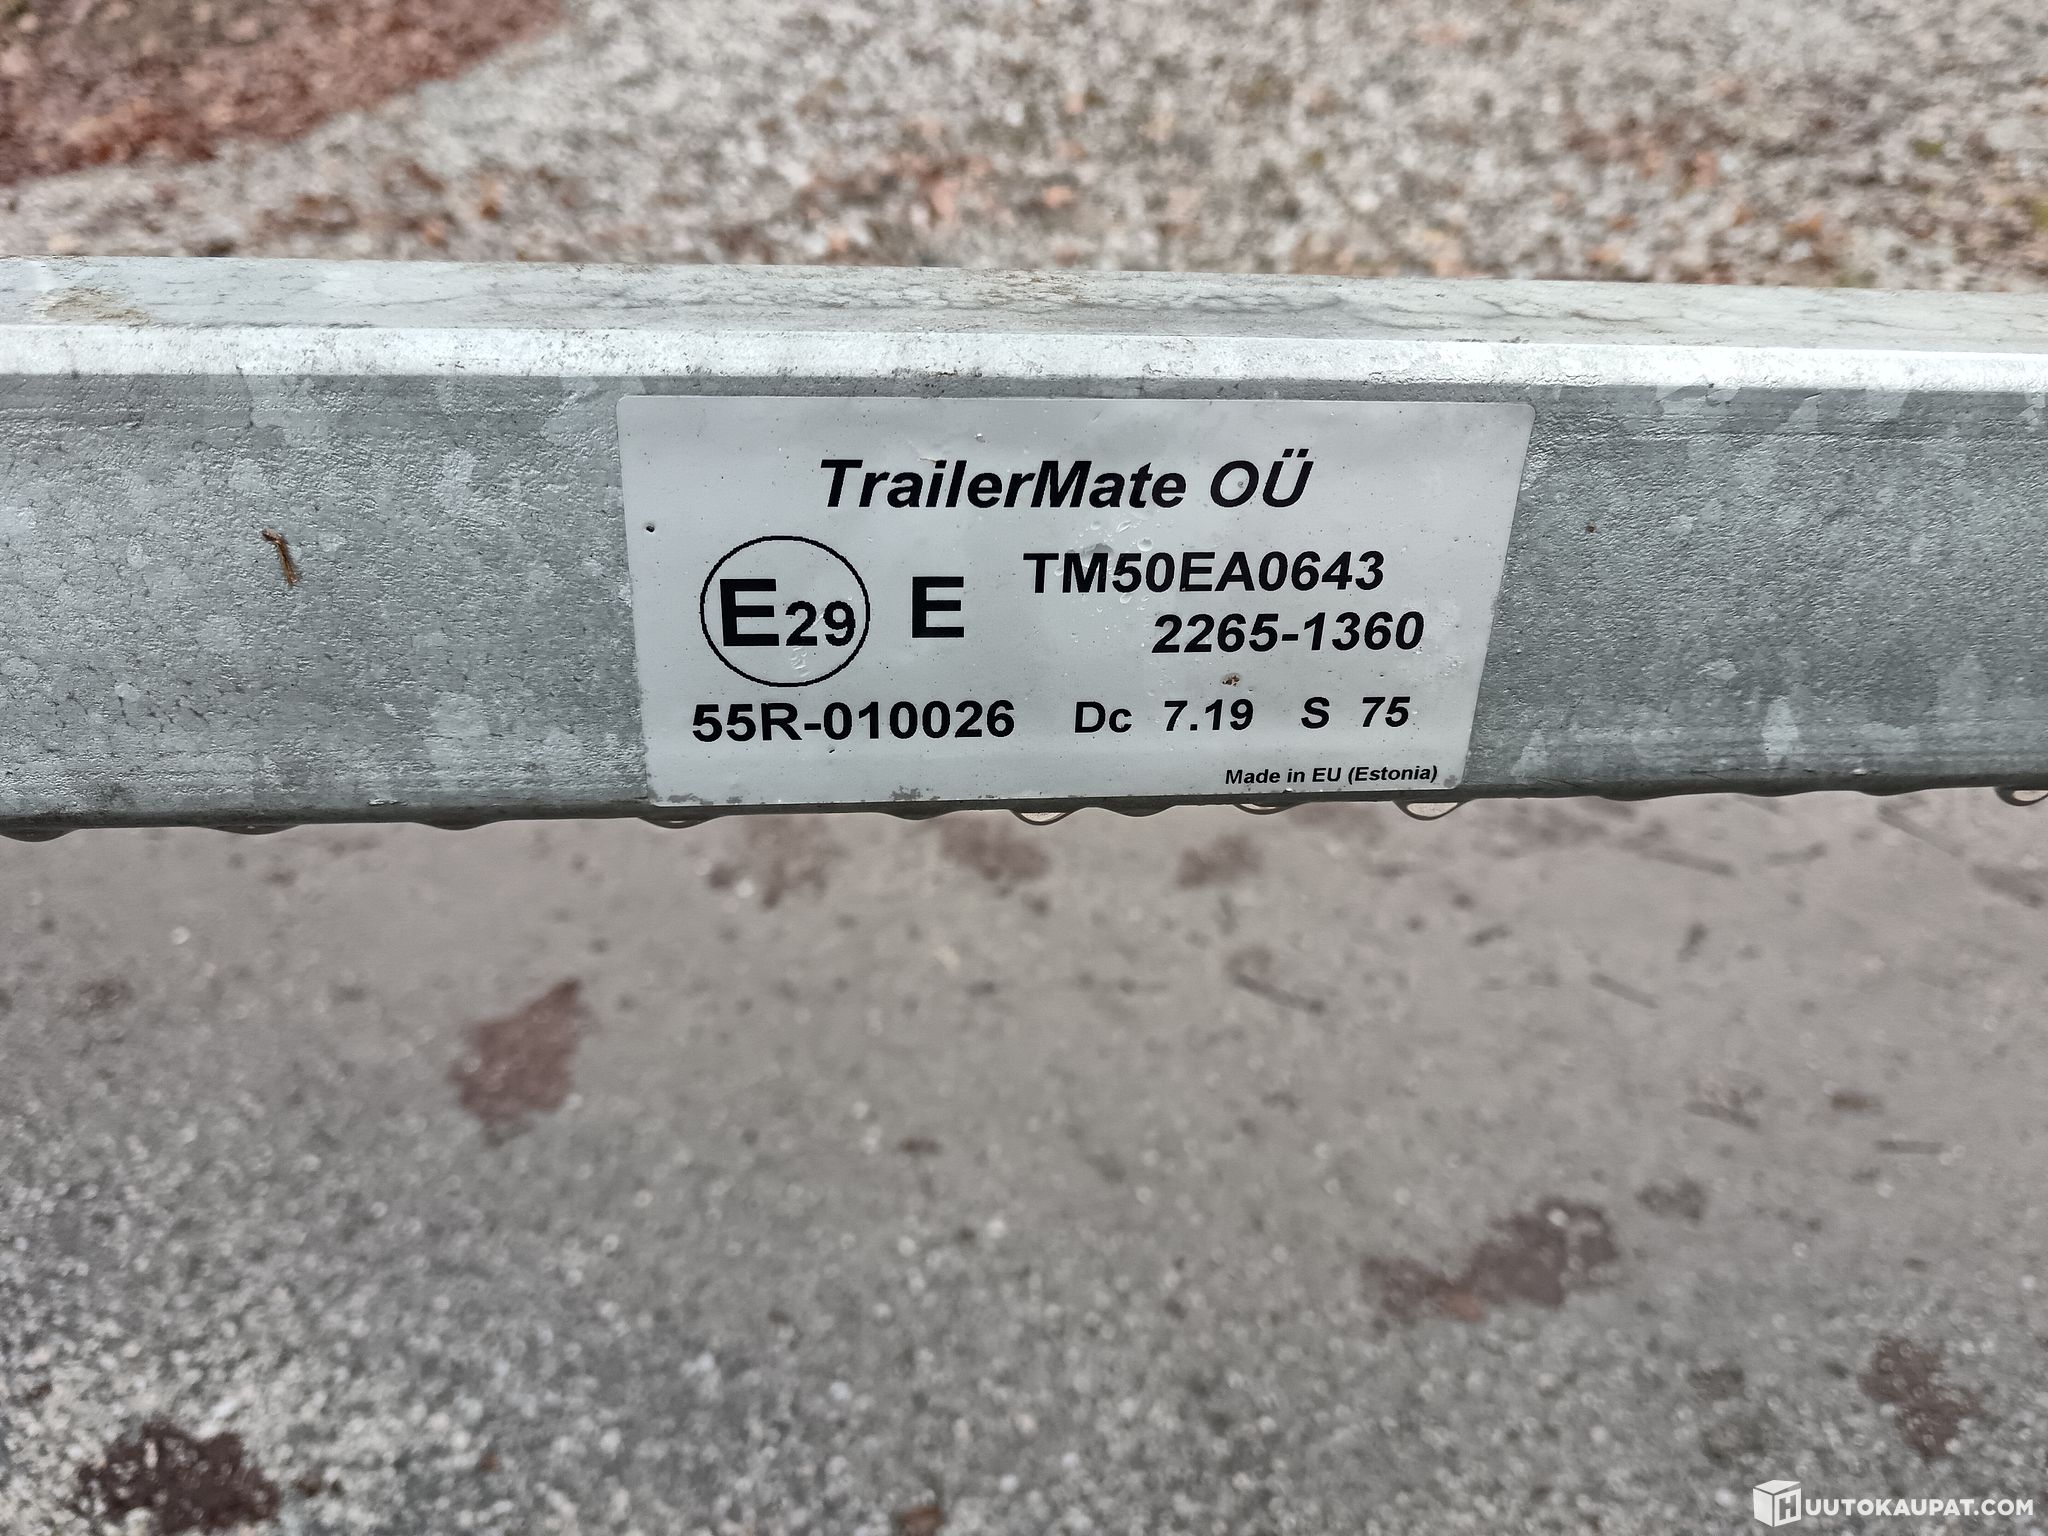 TrailerMate OÜ
E29 E TM50EA0643
2265-1360
55R-010026 Dc 7.19 S 75
Made in EU (Estonia)
HUUTOKAUPAT.COM